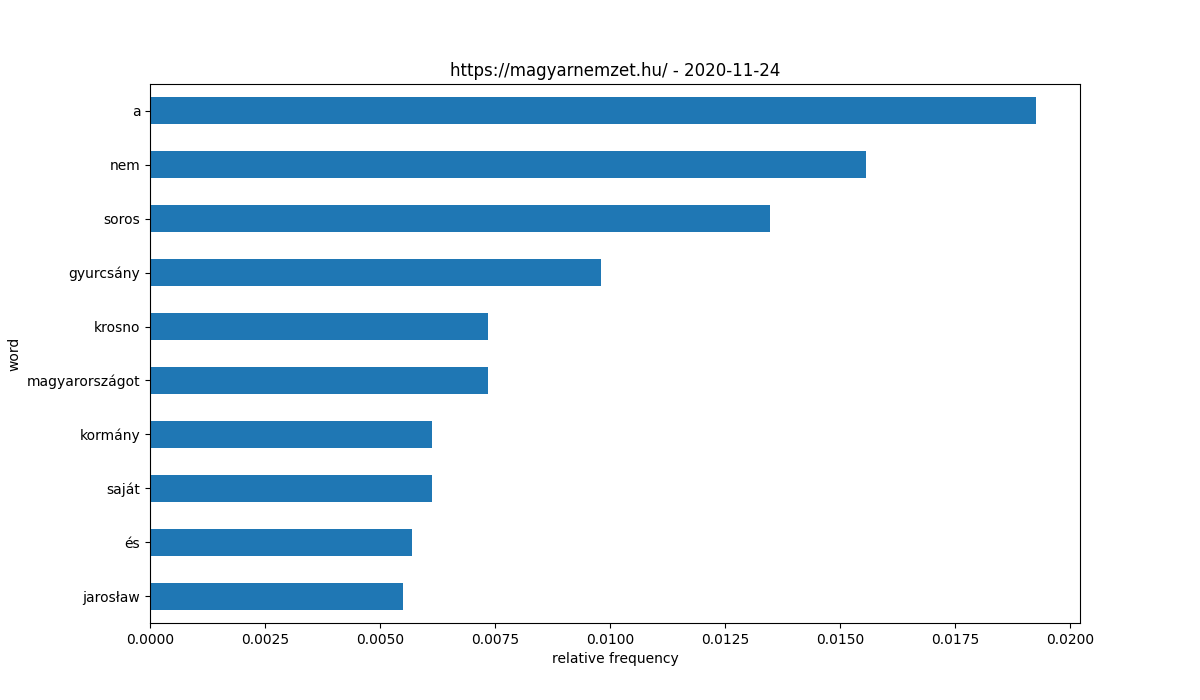 https://magyarnemzet.hu/ - 2020-11-24
a
nem
soros
gyurcsány
krosno
magyarországot
kormány
saját
és
jarosław
word
0.0000 0.0025 0.0050 0.0075 0.0100 0.0125 0.0150 0.0175 0.0200
relative frequency